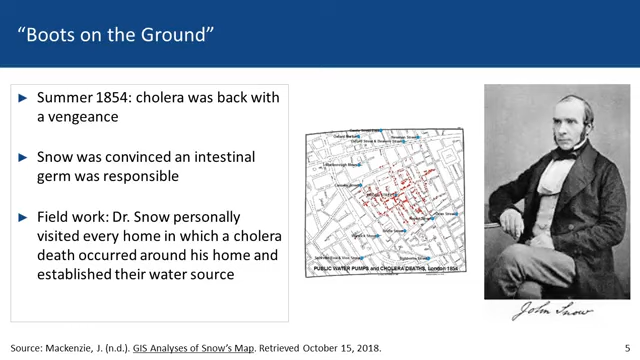 “Boots on the Ground”
► Summer 1854: cholera was back with
a vengeance
► Snow was convinced an intestinal
germ was responsible
► Field work: Dr. Snow personally
visited every home in which a cholera
death occurred around his home and
established their water source
PUBLIC WATER PUMPS and CHOLERA DEATHS, London 1854
John Snow
Source: Mackenzie, J. (n.d.). GIS Analyses of Snow’s Map. Retrieved October 15, 2018.
5